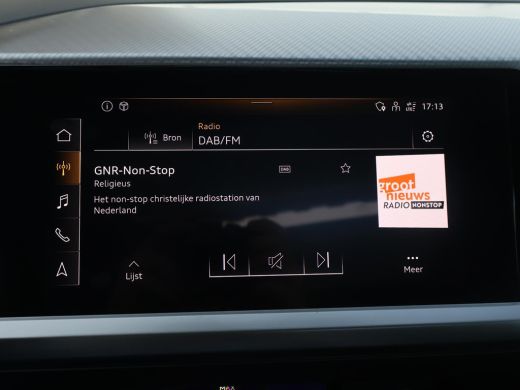 17:13
Radio
Bron
DAB/FM
GNR-Non-Stop
DAB
Religieus
Het non-stop christelijke radiostation van
Nederland
groot
nieuws
RADIO NONSTOP
Lijst
Meer